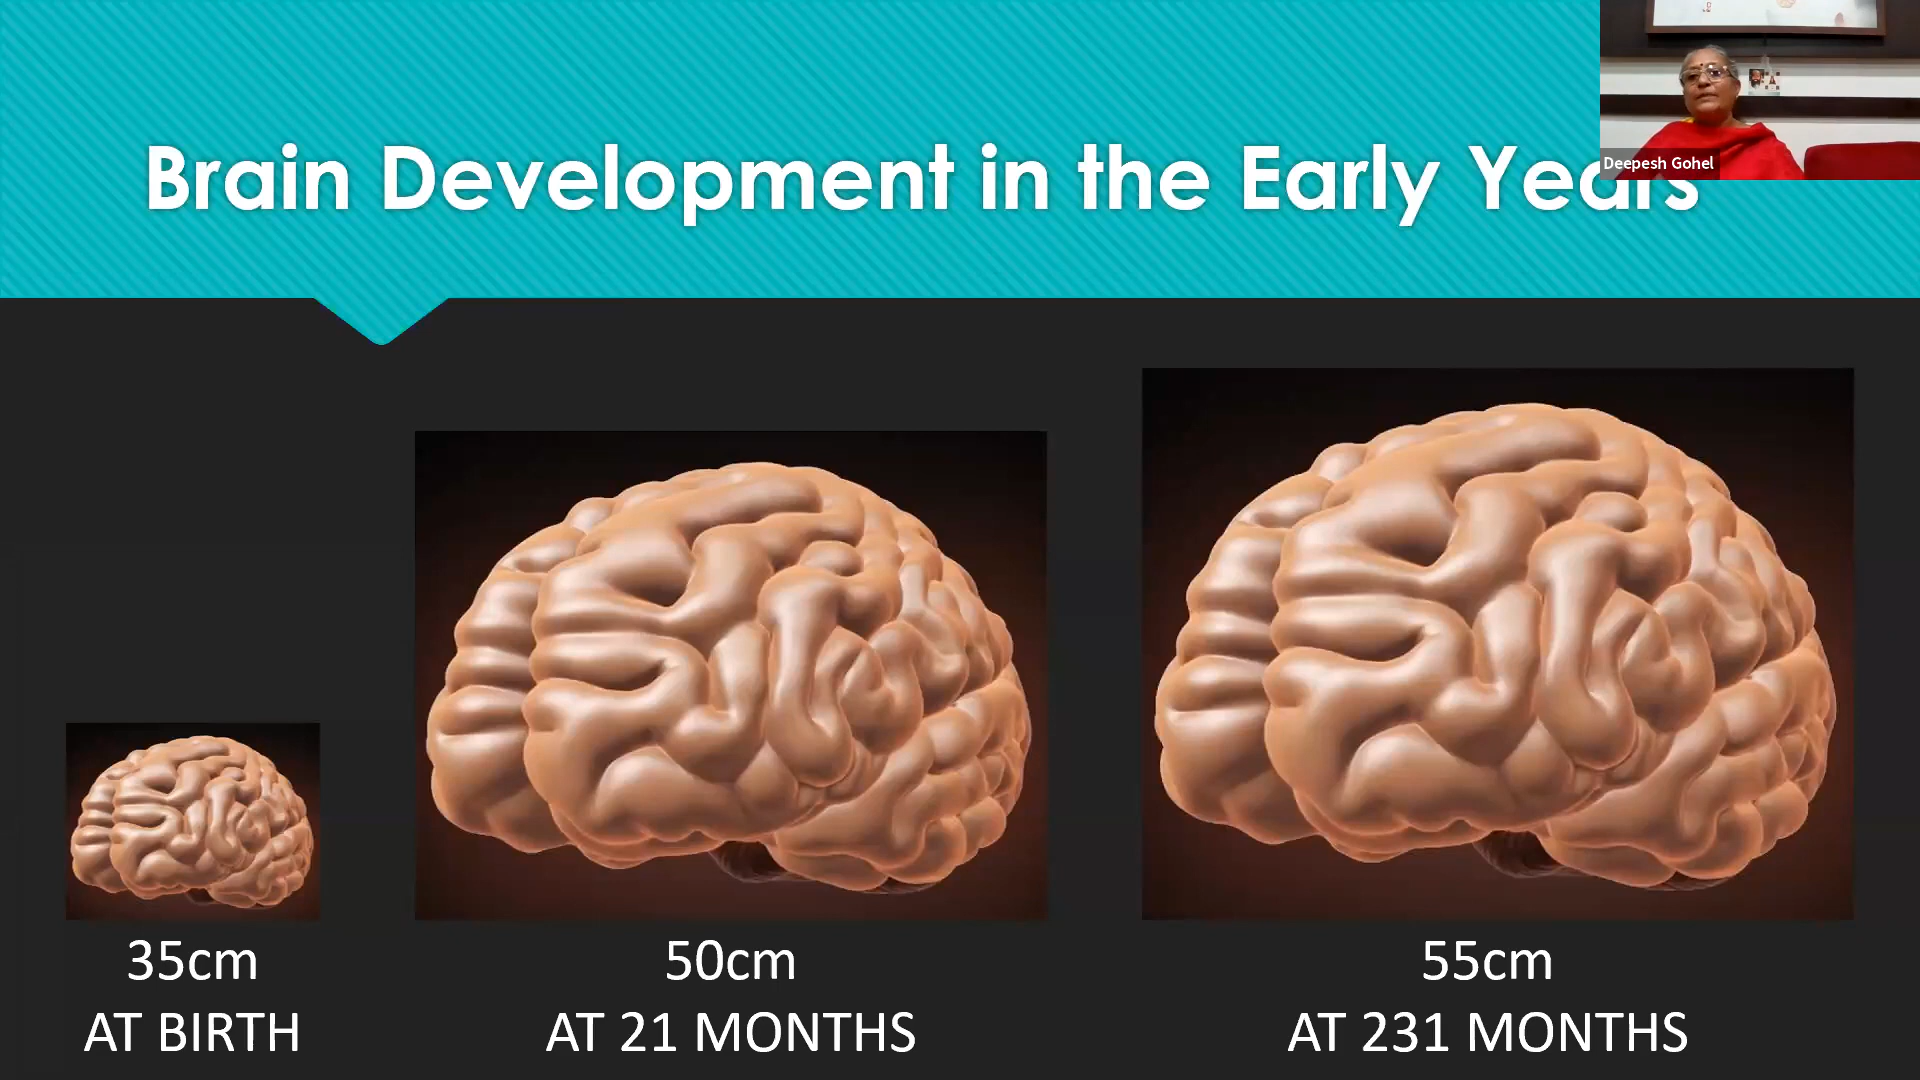 Brain Development in the Early Years
Deepesh Gohel
35cm
AT BIRTH
50cm
AT 21 MONTHS
55cm
AT 231 MONTHS